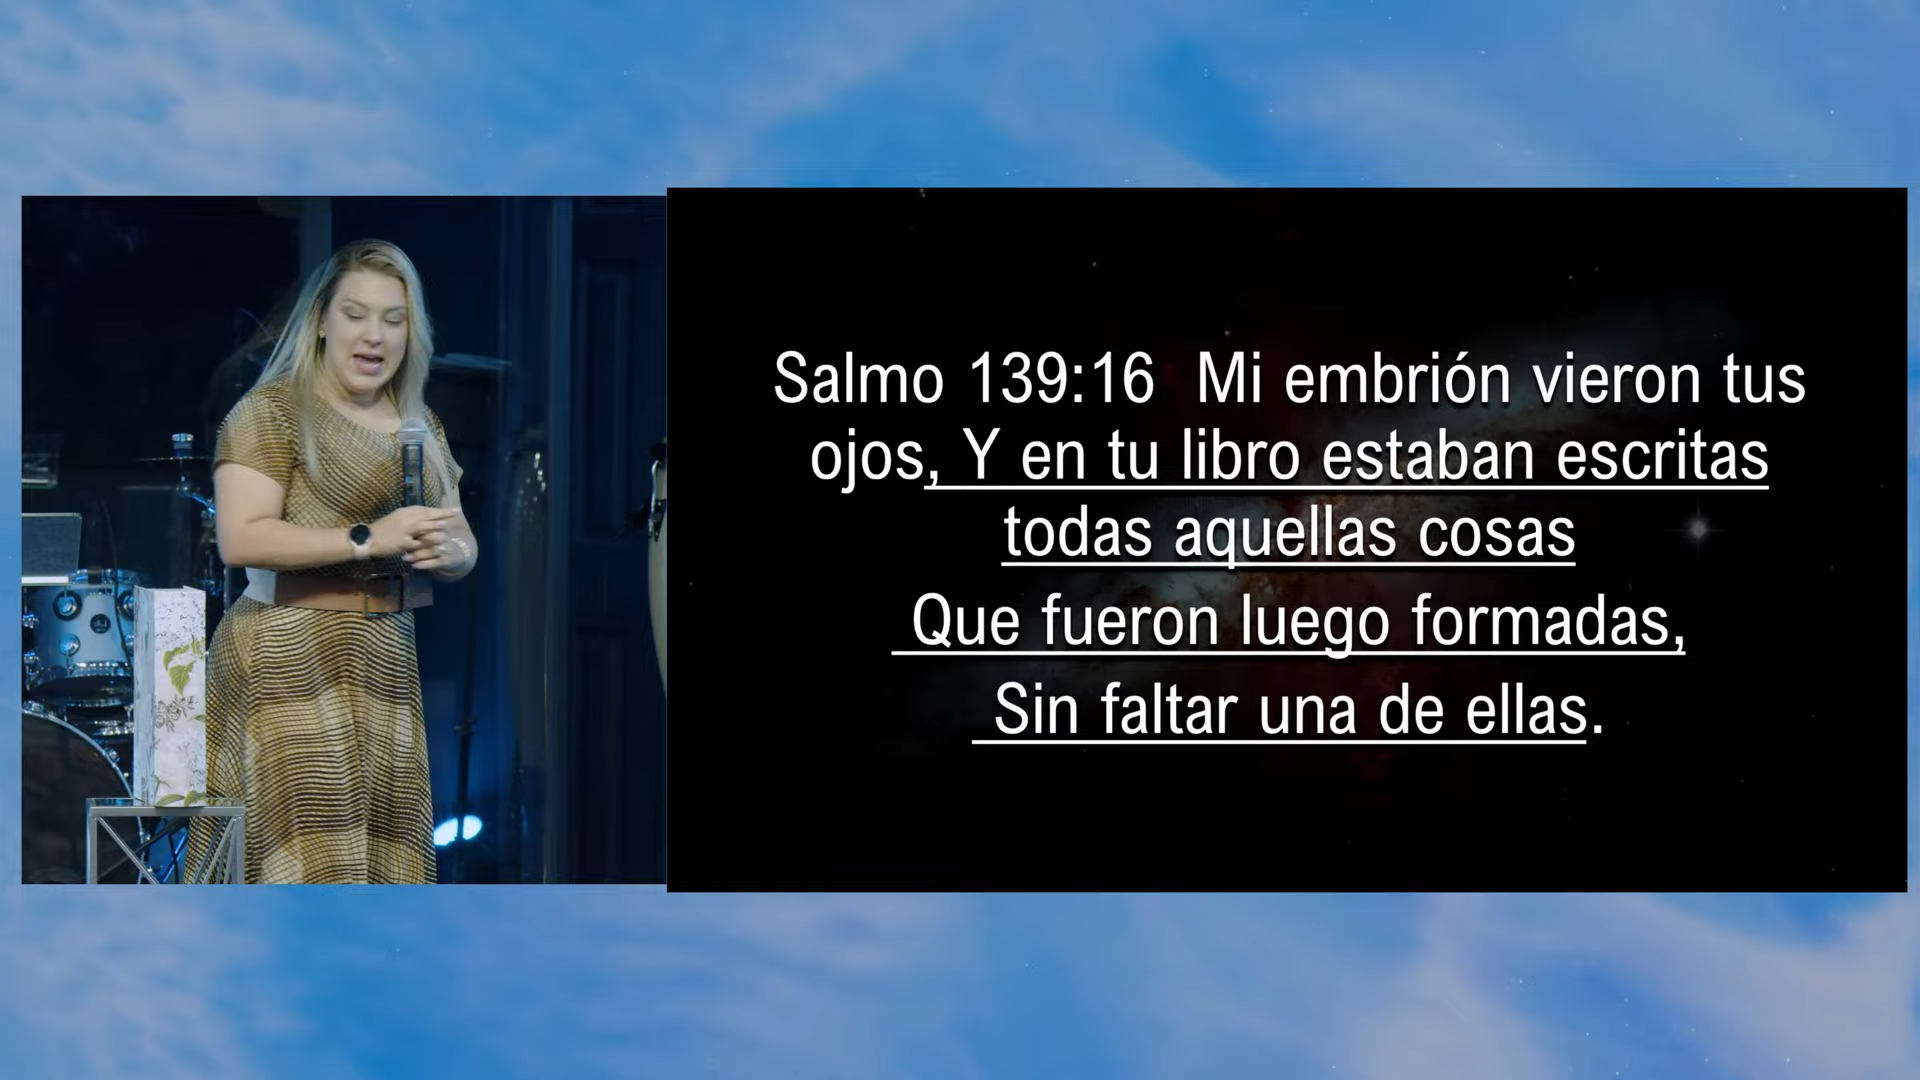 Salmo 139:16  Mi embrión vieron tus
ojos, Y en tu libro estaban escritas
todas aquellas cosas
Que fueron luego formadas,
Sin faltar una de ellas.